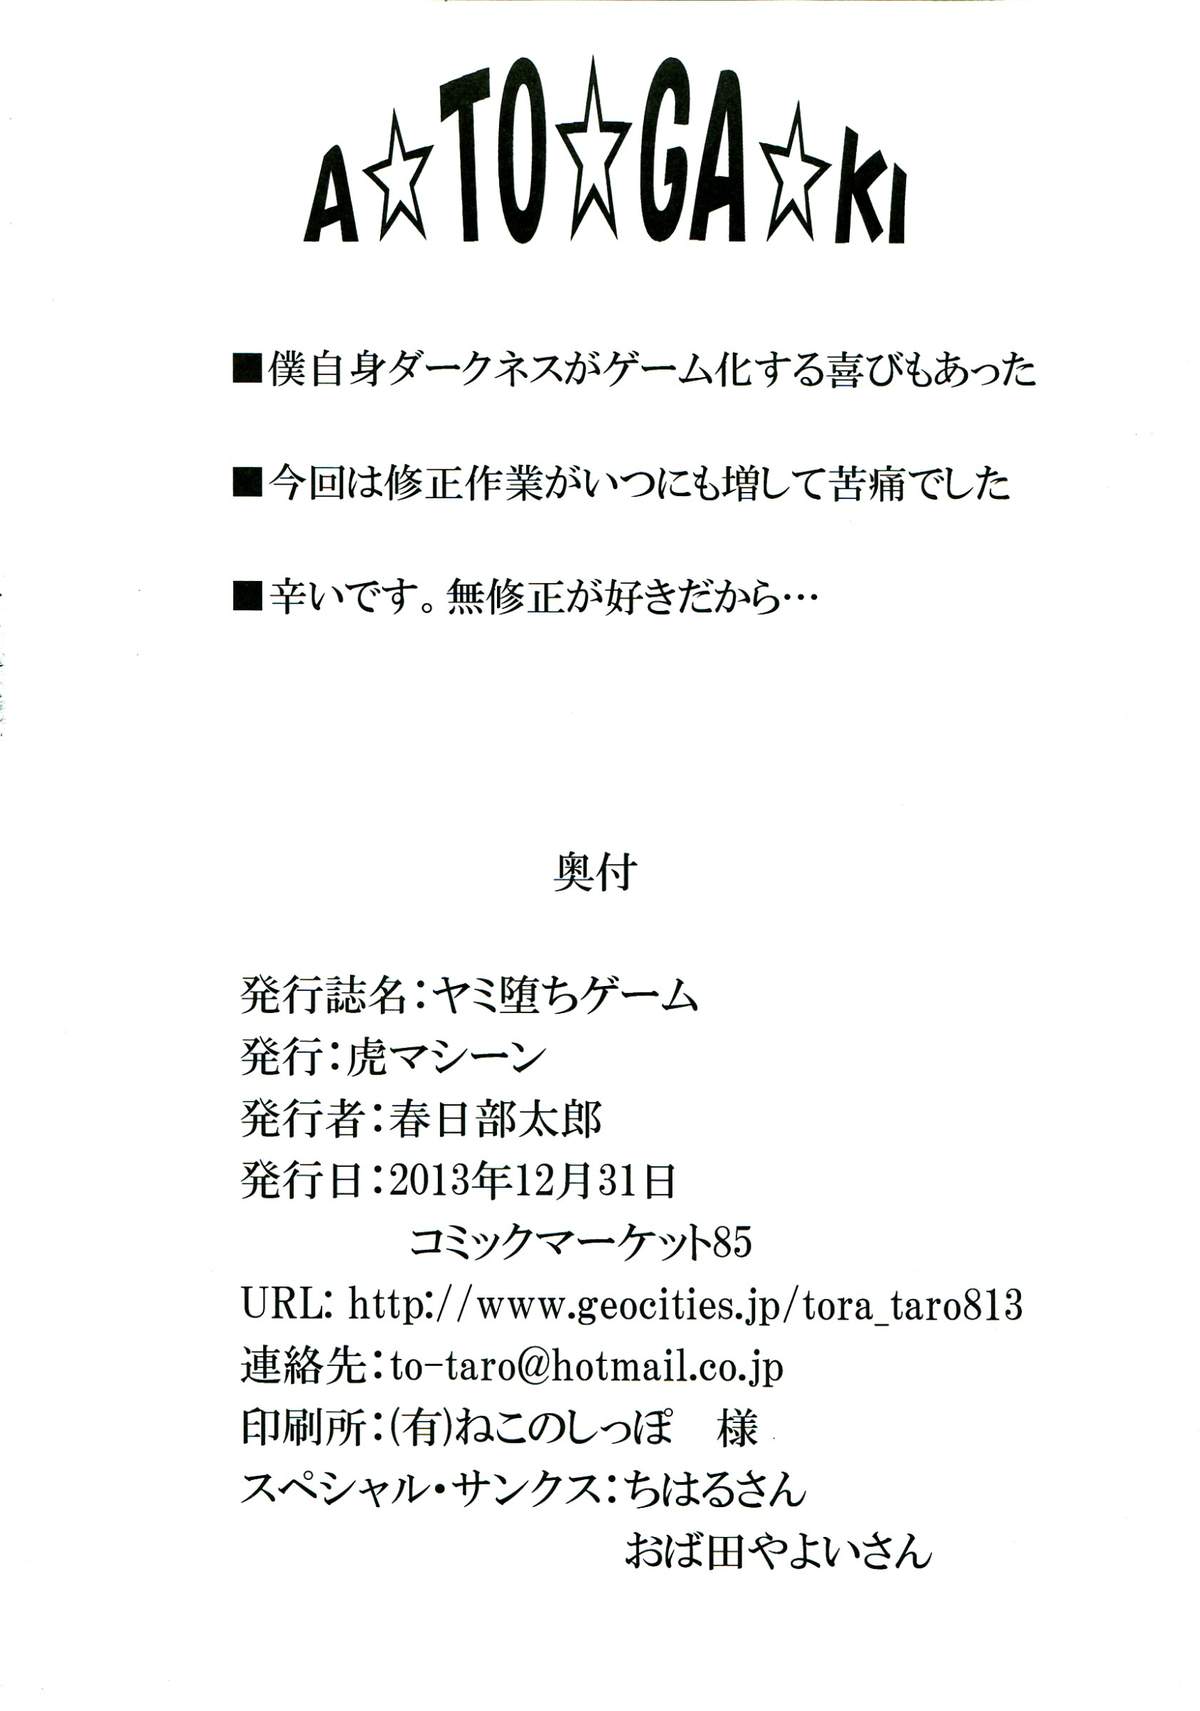 A☆TO☆GA☆KI
■僕自身ダークネスがゲーム化する喜びもあった
■今回は修正作業がいつにも増して苦痛でした
■辛いです。無修正が好きだから…
奥付
発行誌名：ヤミ堕ちゲーム
発行：虎マシーン
発行者：春日部太郎
発行日：2013年12月31日
コミックマーケット85
URL: http://www.geocities.jp/tora_taro813
連絡先：to-taro@hotmail.co.jp
印刷所：(有)ねこのしっぽ　様
スペシャル・サンクス：ちはるさん
おば田やよいさん